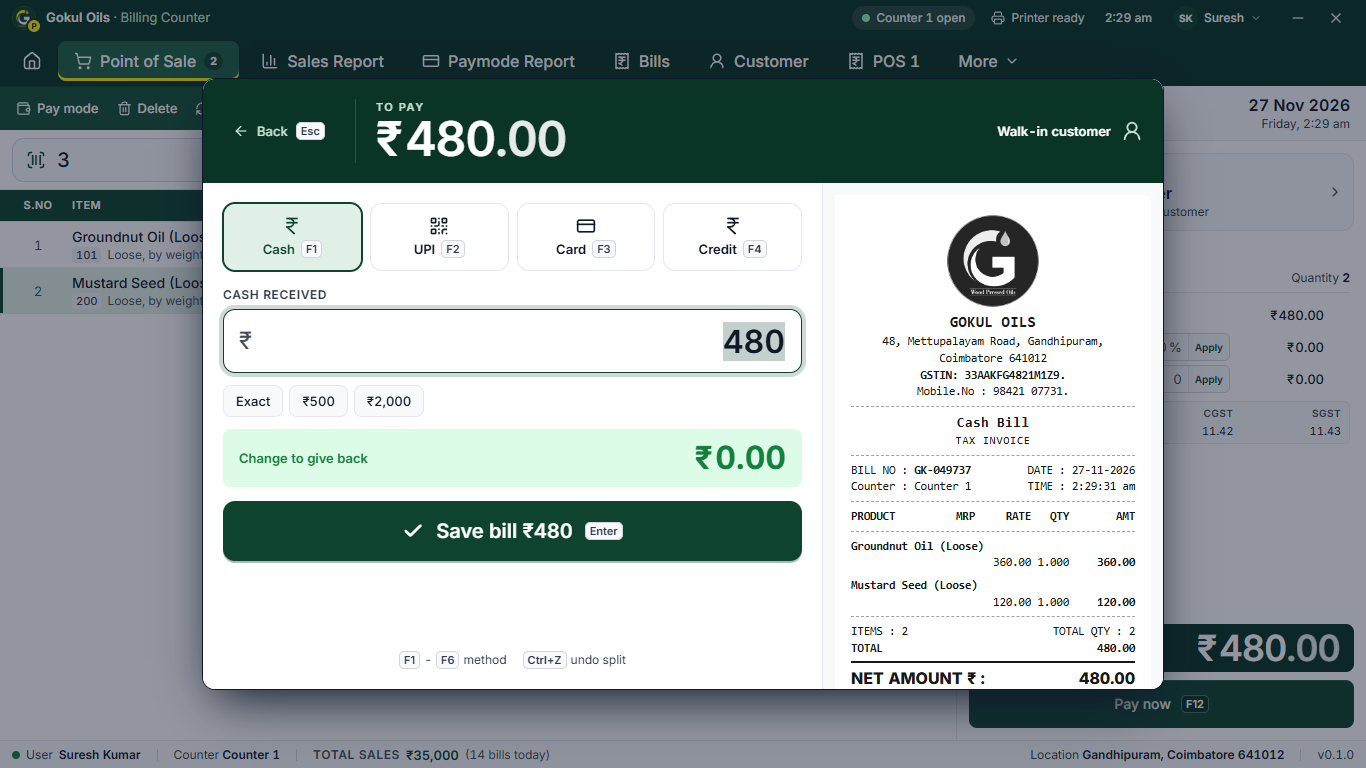 Gokul Oils · Billing Counter
Counter 1 open
Printer ready
2:29 am
SK Suresh
Point of Sale 2
Sales Report
Paymode Report
Bills
Customer
POS 1
More
Pay mode
Delete
27 Nov 2026
Friday, 2:29 am
Back Esc
TO PAY
₹480.00
Walk-in customer
3
S.NO ITEM
1 Groundnut Oil (Loos
101 Loose, by weight
2 Mustard Seed (Loos
200 Loose, by weight
Cash F1
UPI F2
Card F3
Credit F4
CASH RECEIVED
₹ 480
Exact
₹500
₹2,000
Change to give back ₹0.00
Save bill ₹480 Enter
F1 - F6 method Ctrl+Z undo split
G
Wood Pressed Oils
GOKUL OILS
48, Mettupalayam Road, Gandhipuram,
Coimbatore 641012
GSTIN: 33AAKFG4821M1Z9.
Mobile.No : 98421 07731.
Cash Bill
TAX INVOICE
BILL NO : GK-049737 DATE : 27-11-2026
Counter : Counter 1 TIME : 2:29:31 am
PRODUCT MRP RATE QTY AMT
Groundnut Oil (Loose)
360.00 1.000 360.00
Mustard Seed (Loose)
120.00 1.000 120.00
ITEMS : 2 TOTAL QTY : 2
TOTAL 480.00
NET AMOUNT ₹ : 480.00
r
ustomer
Quantity 2
₹480.00
% Apply ₹0.00
0 Apply ₹0.00
CGST SGST
11.42 11.43
₹480.00
Pay now F12
User Suresh Kumar
Counter Counter 1
TOTAL SALES ₹35,000 (14 bills today)
Location Gandhipuram, Coimbatore 641012
v0.1.0